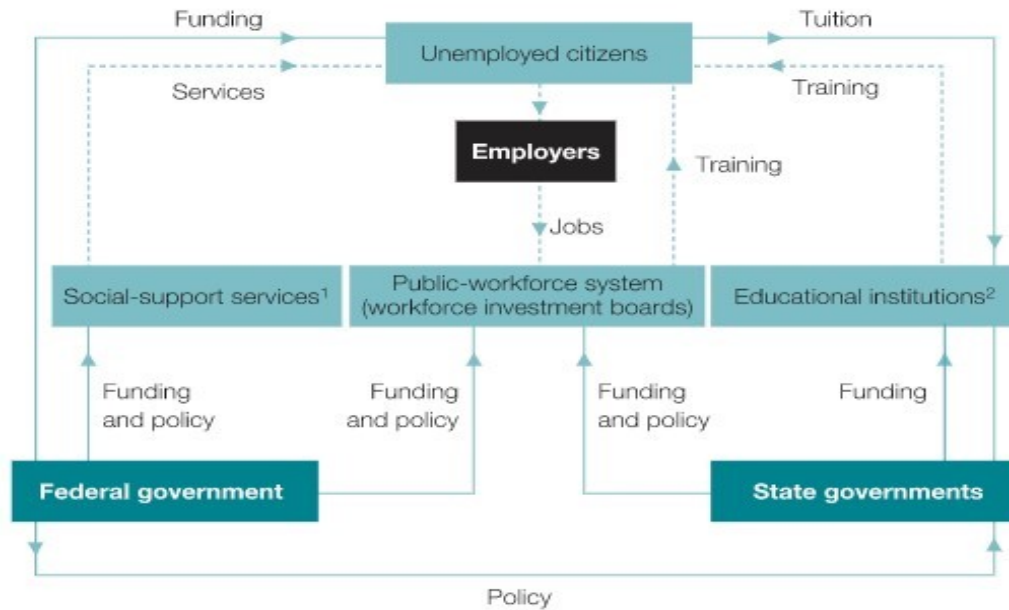 Funding
Tuition
Unemployed citizens
Services
Training
Employers
Training
Jobs
Social-support services¹
Public-workforce system
(workforce investment boards)
Educational institutions²
Funding
and policy
Funding
and policy
Funding
and policy
Funding
Federal government
State governments
Policy